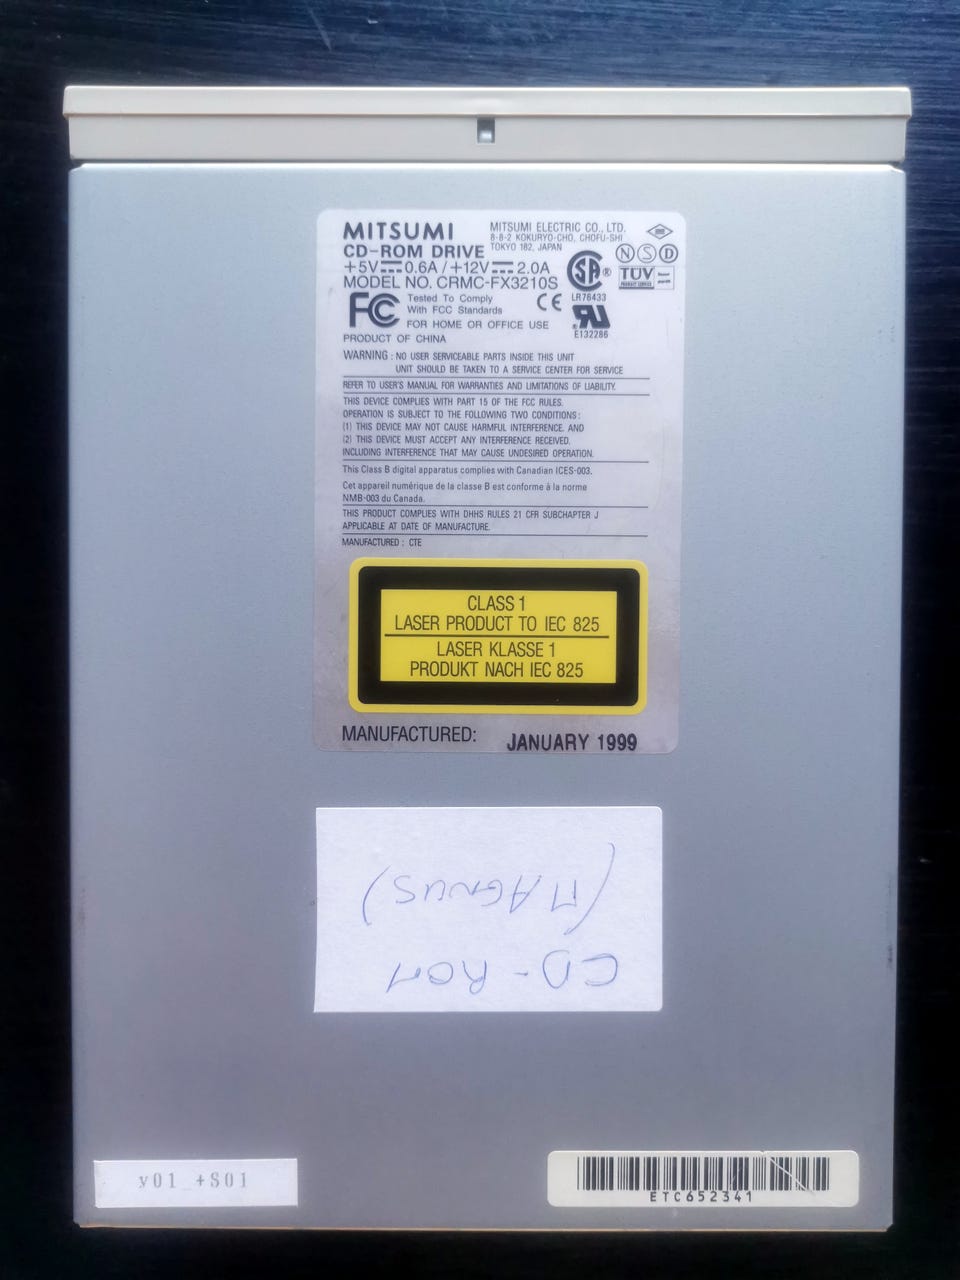 MITSUMI
CD-ROM DRIVE
+5V 0.6A / +12V 2.0A
MODEL NO. CRMC-FX3210S
MITSUMI ELECTRIC CO., LTD.
8-8-2 KOKURYO-CHO, CHOFU-SHI
TOKYO 182, JAPAN
N S D
SA ®
LR76433
TÜV
PRODUCT SERVICE
FC
Tested To Comply
With FCC Standards
FOR HOME OR OFFICE USE
CE
E132286
PRODUCT OF CHINA
WARNING : NO USER SERVICEABLE PARTS INSIDE THIS UNIT
UNIT SHOULD BE TAKEN TO A SERVICE CENTER FOR SERVICE
REFER TO USER'S MANUAL FOR WARRANTIES AND LIMITATIONS OF LIABILITY.
THIS DEVICE COMPLIES WITH PART 15 OF THE FCC RULES.
OPERATION IS SUBJECT TO THE FOLLOWING TWO CONDITIONS:
(1) THIS DEVICE MAY NOT CAUSE HARMFUL INTERFERENCE. AND
(2) THIS DEVICE MUST ACCEPT ANY INTERFERENCE RECEIVED.
INCLUDING INTERFERENCE THAT MAY CAUSE UNDESIRED OPERATION.
This Class B digital apparatus complies with Canadian ICES-003.
Cet appareil numérique de la classe B est conforme à la norme
NMB-003 du Canada.
THIS PRODUCT COMPLIES WITH DHHS RULES 21 CFR SUBCHAPTER J
APPLICABLE AT DATE OF MANUFACTURE.
MANUFACTURED : CTE
CLASS 1
LASER PRODUCT TO IEC 825
LASER KLASSE 1
PRODUKT NACH IEC 825
MANUFACTURED: JANUARY 1999
CD-ROM
(MAGNUS)
y01_+S01
ETC652341